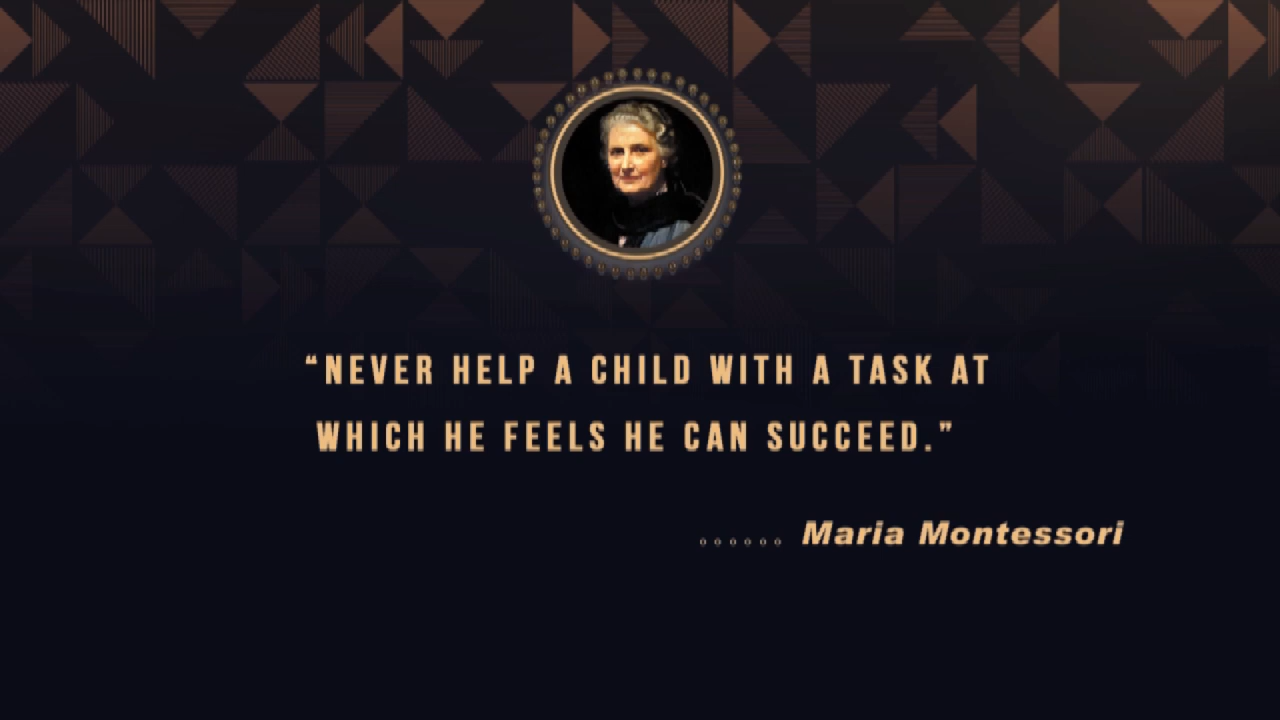 “NEVER HELP A CHILD WITH A TASK AT
WHICH HE FEELS HE CAN SUCCEED.”
...... Maria Montessori